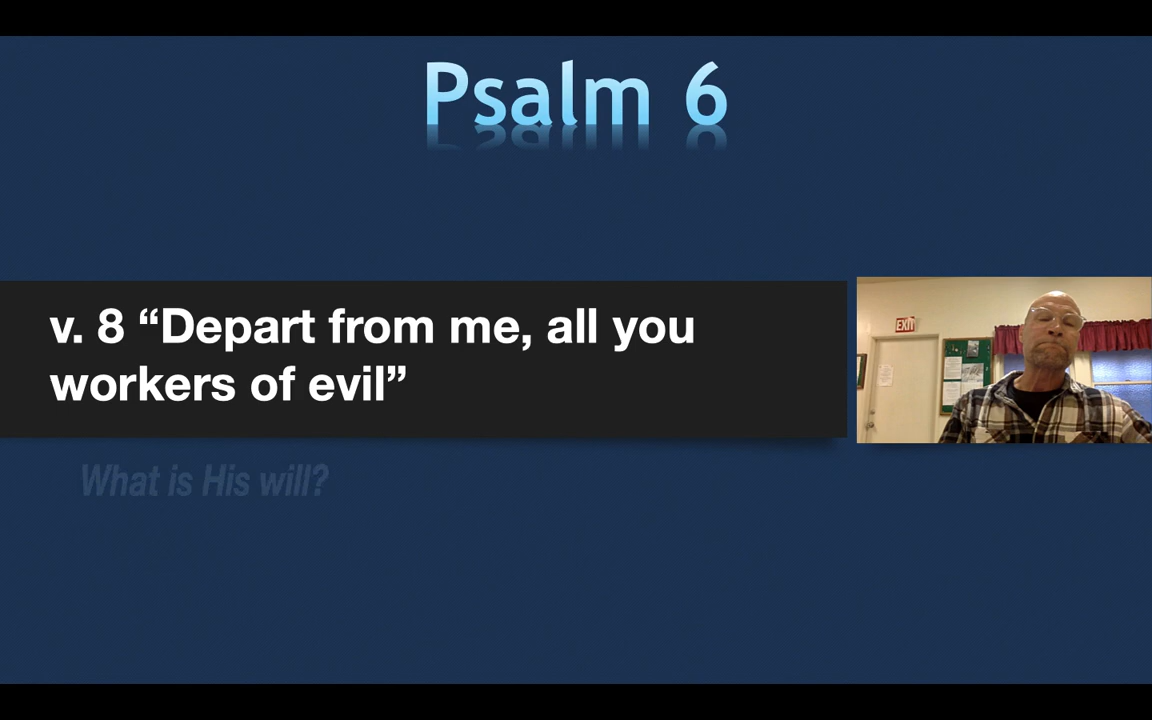 Psalm 6
v. 8 “Depart from me, all you
workers of evil”
EXIT
What is His will?